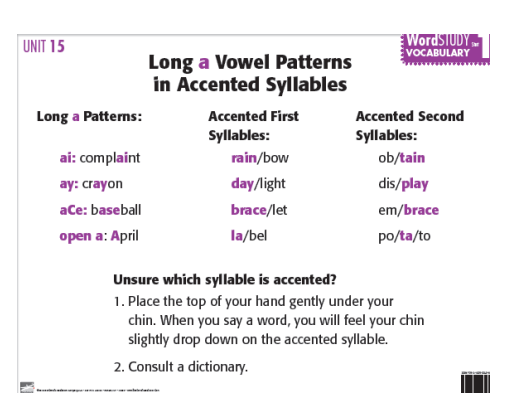 UNIT 15
WordSTUDY for
VOCABULARY
Long a Vowel Patterns
in Accented Syllables
Long a Patterns:
ai: complaint
ay: crayon
aCe: baseball
open a: April
Accented First
Syllables:
rain/bow
day/light
brace/let
la/bel
Accented Second
Syllables:
ob/tain
dis/play
em/brace
po/ta/to
Unsure which syllable is accented?
1. Place the top of your hand gently under your
chin. When you say a word, you will feel your chin
slightly drop down on the accented syllable.
2. Consult a dictionary.